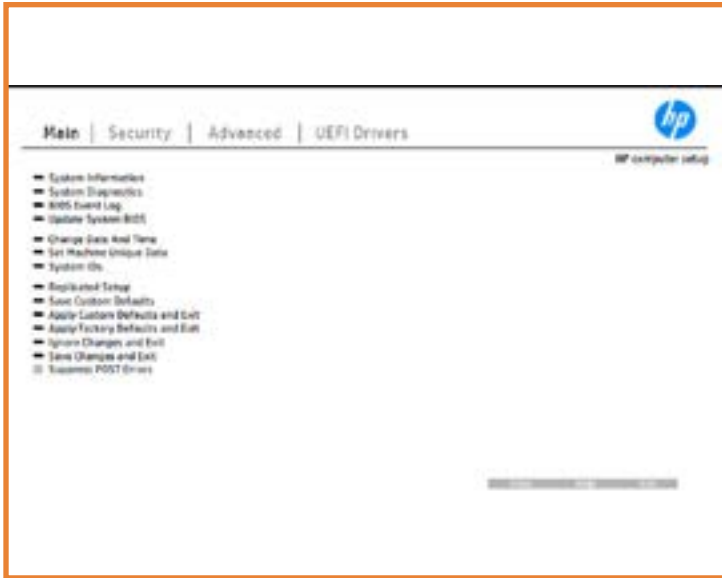 hp
Main | Security | Advanced | UEFI Drivers
HP computer setup
System Information
System Diagnostics
BIOS Event Log
Update System BIOS
Change Date And Time
Set Machine Unique Data
System IDs
Replicated Setup
Save Custom Defaults
Apply Custom Defaults and Exit
Apply Factory Defaults and Exit
Ignore Changes and Exit
Save Changes and Exit
Suppress POST Errors